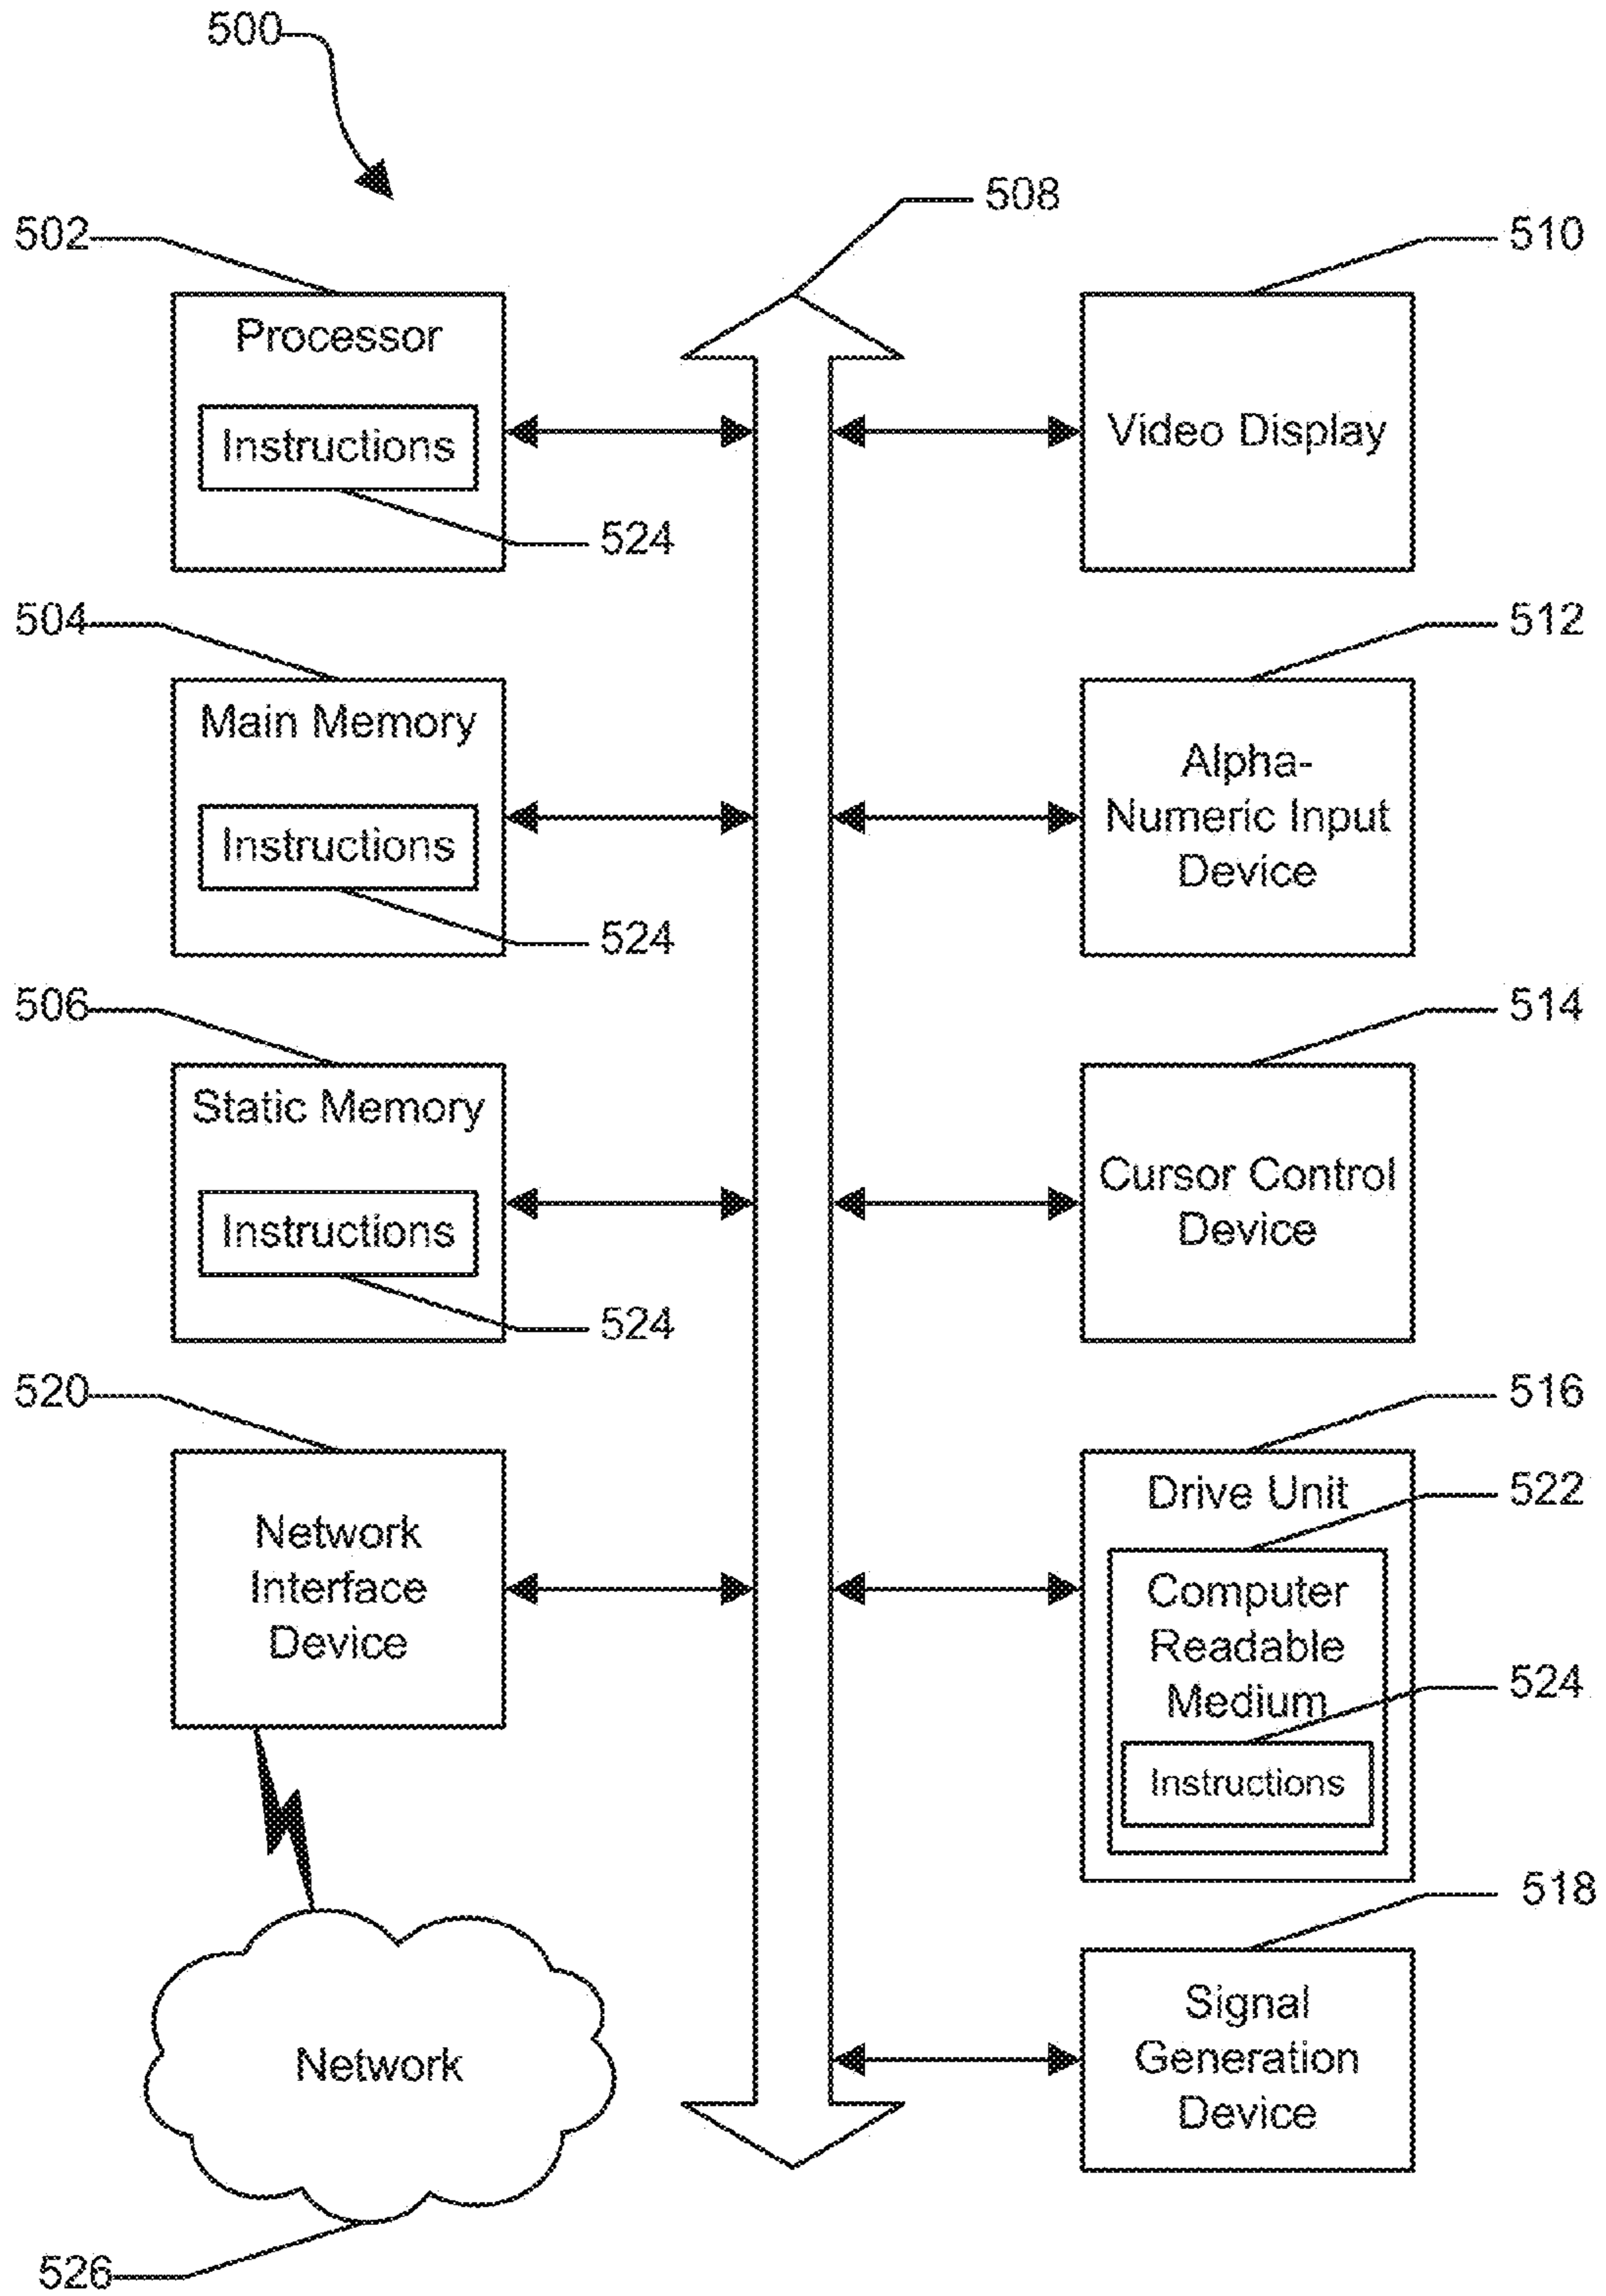 500
508
502
510
Processor
Instructions
524
Video Display
504
512
Main Memory
Instructions
524
Alpha-
Numeric Input
Device
506
514
Static Memory
Instructions
524
Cursor Control
Device
520
516
Network
Interface
Device
Drive Unit
522
Computer
Readable
Medium
524
Instructions
518
Signal
Generation
Device
Network
526